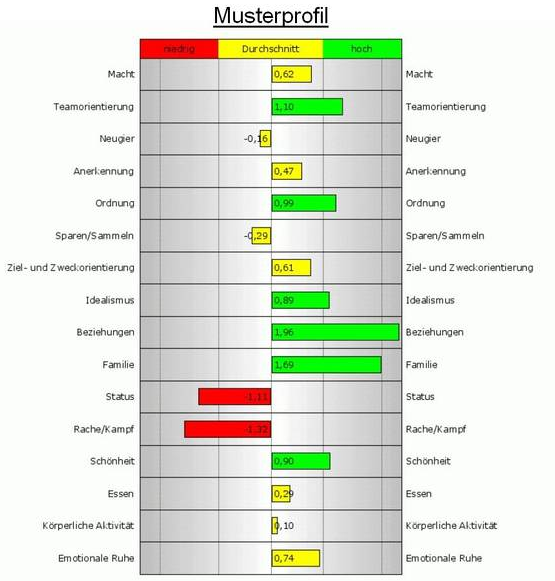 Musterprofil
niedrig Durchschnitt hoch
Macht 0,62 Macht
Teamorientierung 1,10 Teamorientierung
Neugier -0,16 Neugier
Anerkennung 0,47 Anerkennung
Ordnung 0,99 Ordnung
Sparen/Sammeln -0,29 Sparen/Sammeln
Ziel- und Zweckorientierung 0,61 Ziel- und Zweckorientierung
Idealismus 0,89 Idealismus
Beziehungen 1,96 Beziehungen
Familie 1,69 Familie
Status -1,11 Status
Rache/Kampf -1,32 Rache/Kampf
Schönheit 0,90 Schönheit
Essen 0,29 Essen
Körperliche Aktivität 0,10 Körperliche Aktivität
Emotionale Ruhe 0,74 Emotionale Ruhe